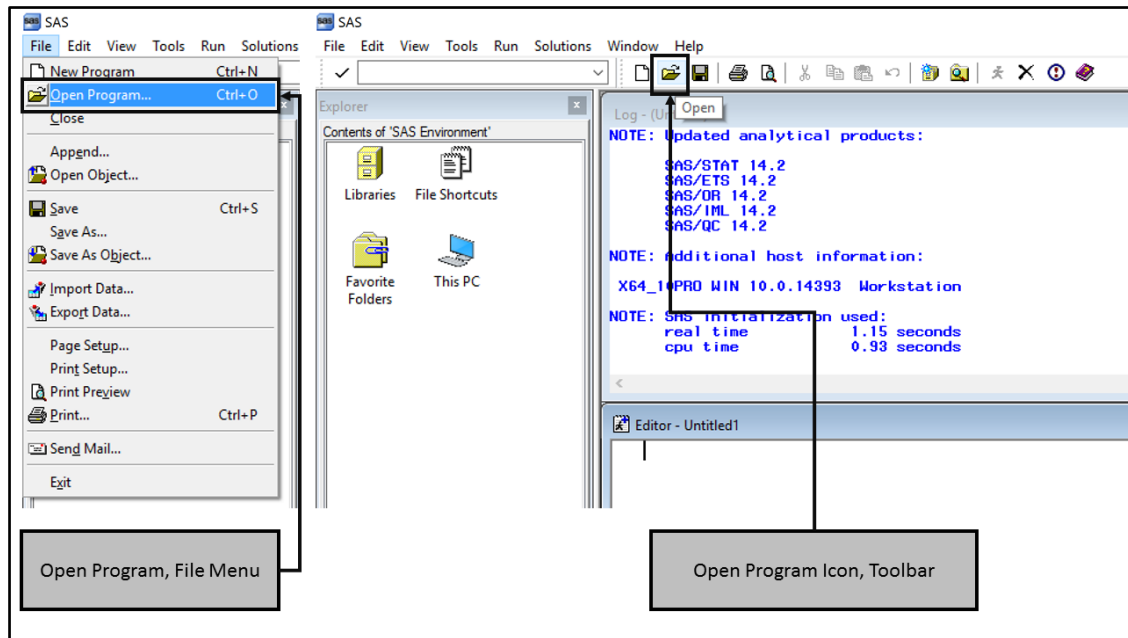 SAS
File Edit View Tools Run Solutions
New Program Ctrl+N
Open Program... Ctrl+O
Close
Append...
Open Object...
Save Ctrl+S
Save As...
Save As Object...
Import Data...
Export Data...
Page Setup...
Print Setup...
Print Preview
Print... Ctrl+P
Send Mail...
Exit
Open Program, File Menu
SAS
File Edit View Tools Run Solutions Window Help
Explorer
Contents of 'SAS Environment'
Libraries File Shortcuts
Favorite Folders
This PC
Open
Log - (Un
NOTE: Updated analytical products:
SAS/STAT 14.2
SAS/ETS 14.2
SAS/OR 14.2
SAS/IML 14.2
SAS/QC 14.2
NOTE: Additional host information:
X64_10PRO WIN 10.0.14393 Workstation
NOTE: SAS initialization used:
real time 1.15 seconds
cpu time 0.93 seconds
Editor - Untitled1
Open Program Icon, Toolbar